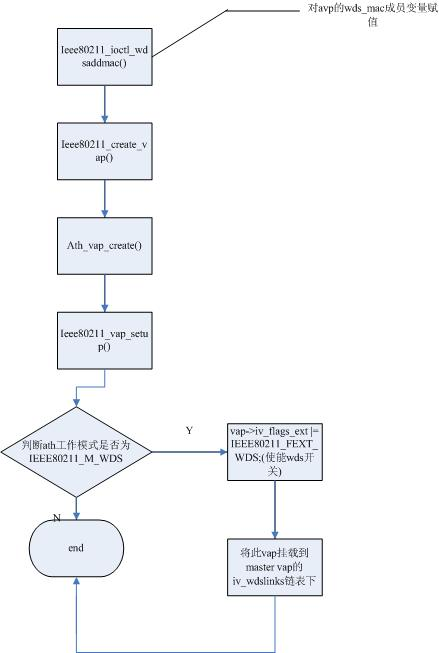 对avp的wds_mac成员变量赋
值
Ieee80211_ioctl_wd
saddmac()
Ieee80211_create_v
ap()
Ath_vap_create()
Ieee80211_vap_setu
p()
判断ath工作模式是否为
IEEE80211_M_WDS
Y
vap->iv_flags_ext |=
IEEE80211_FEXT_
WDS;(使能wds开
关)
N
end
将此vap挂载到
master vap的
iv_wdslinks链表下